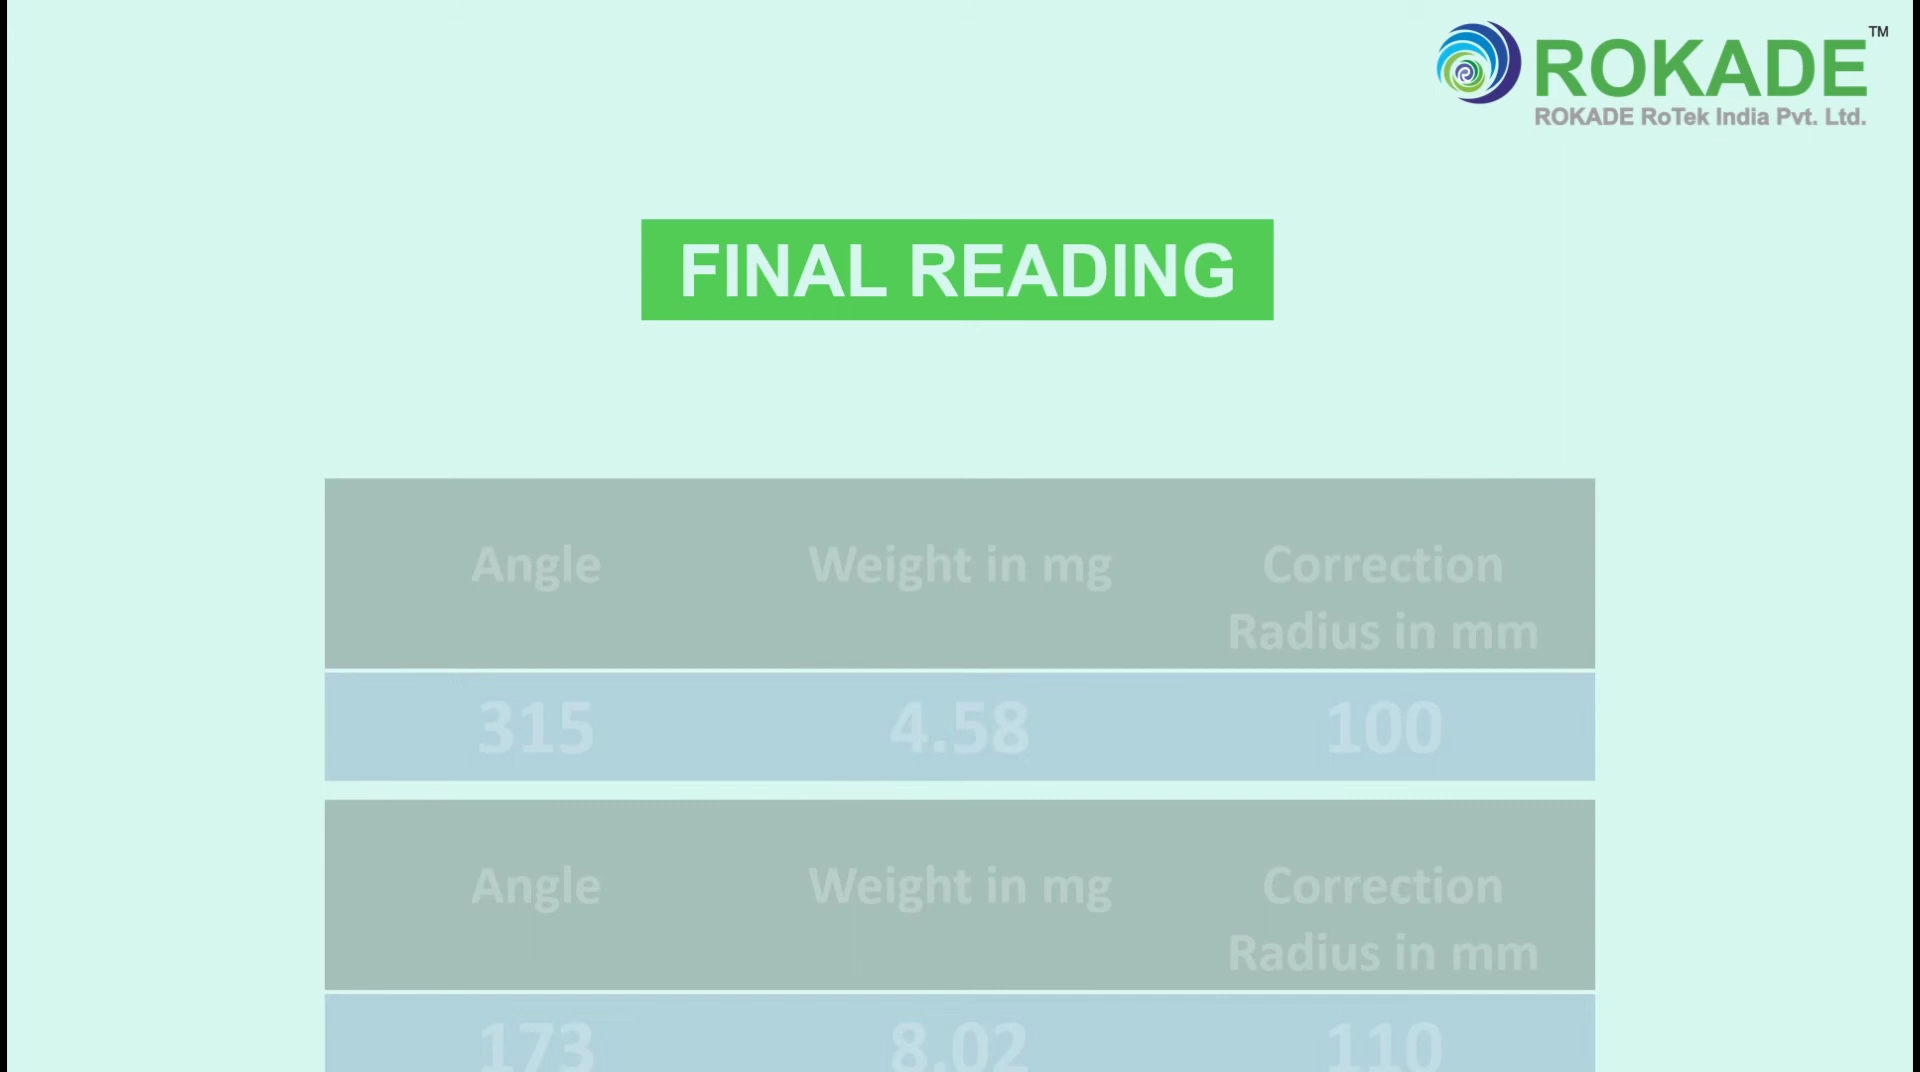 ROKADE™
ROKADE RoTek India Pvt. Ltd.
FINAL READING
Angle Weight in mg Correction
Radius in mm
315 4.58 100
Angle Weight in mg Correction
Radius in mm
173 8.02 110